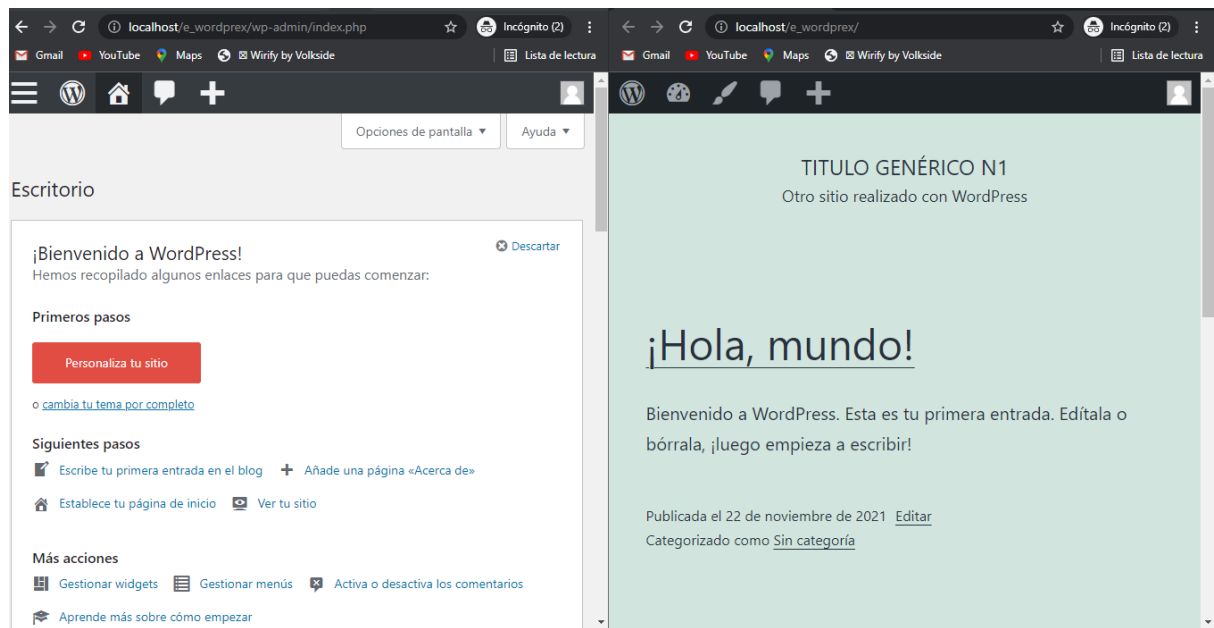 localhost/e_wordprex/wp-admin/index.php
Incógnito (2)
Gmail YouTube Maps Wirify by Volkside
Lista de lectura
Opciones de pantalla ▼
Ayuda ▼
Escritorio
¡Bienvenido a WordPress!
Descartar
Hemos recopilado algunos enlaces para que puedas comenzar:
Primeros pasos
Personaliza tu sitio
o cambia tu tema por completo
Siguientes pasos
Escribe tu primera entrada en el blog Añade una página «Acerca de»
Establece tu página de inicio Ver tu sitio
Más acciones
Gestionar widgets Gestionar menús Activa o desactiva los comentarios
Aprende más sobre cómo empezar
localhost/e_wordprex/
Incógnito (2)
Gmail YouTube Maps Wirify by Volkside
Lista de lectura
TITULO GENÉRICO N1
Otro sitio realizado con WordPress
¡Hola, mundo!
Bienvenido a WordPress. Esta es tu primera entrada. Edítala o
bórrala, ¡luego empieza a escribir!
Publicada el 22 de noviembre de 2021 Editar
Categorizado como Sin categoría